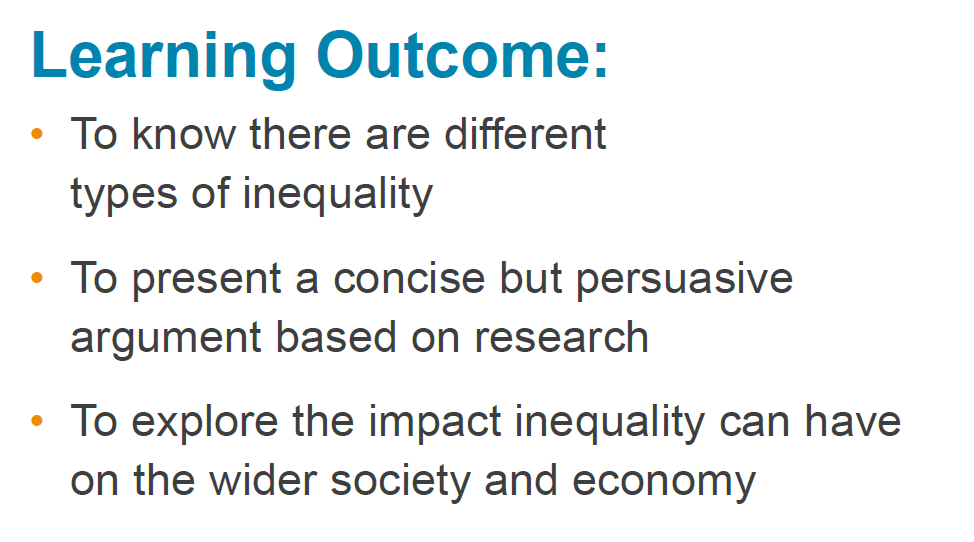 Learning Outcome:
• To know there are different
types of inequality
• To present a concise but persuasive
argument based on research
• To explore the impact inequality can have
on the wider society and economy